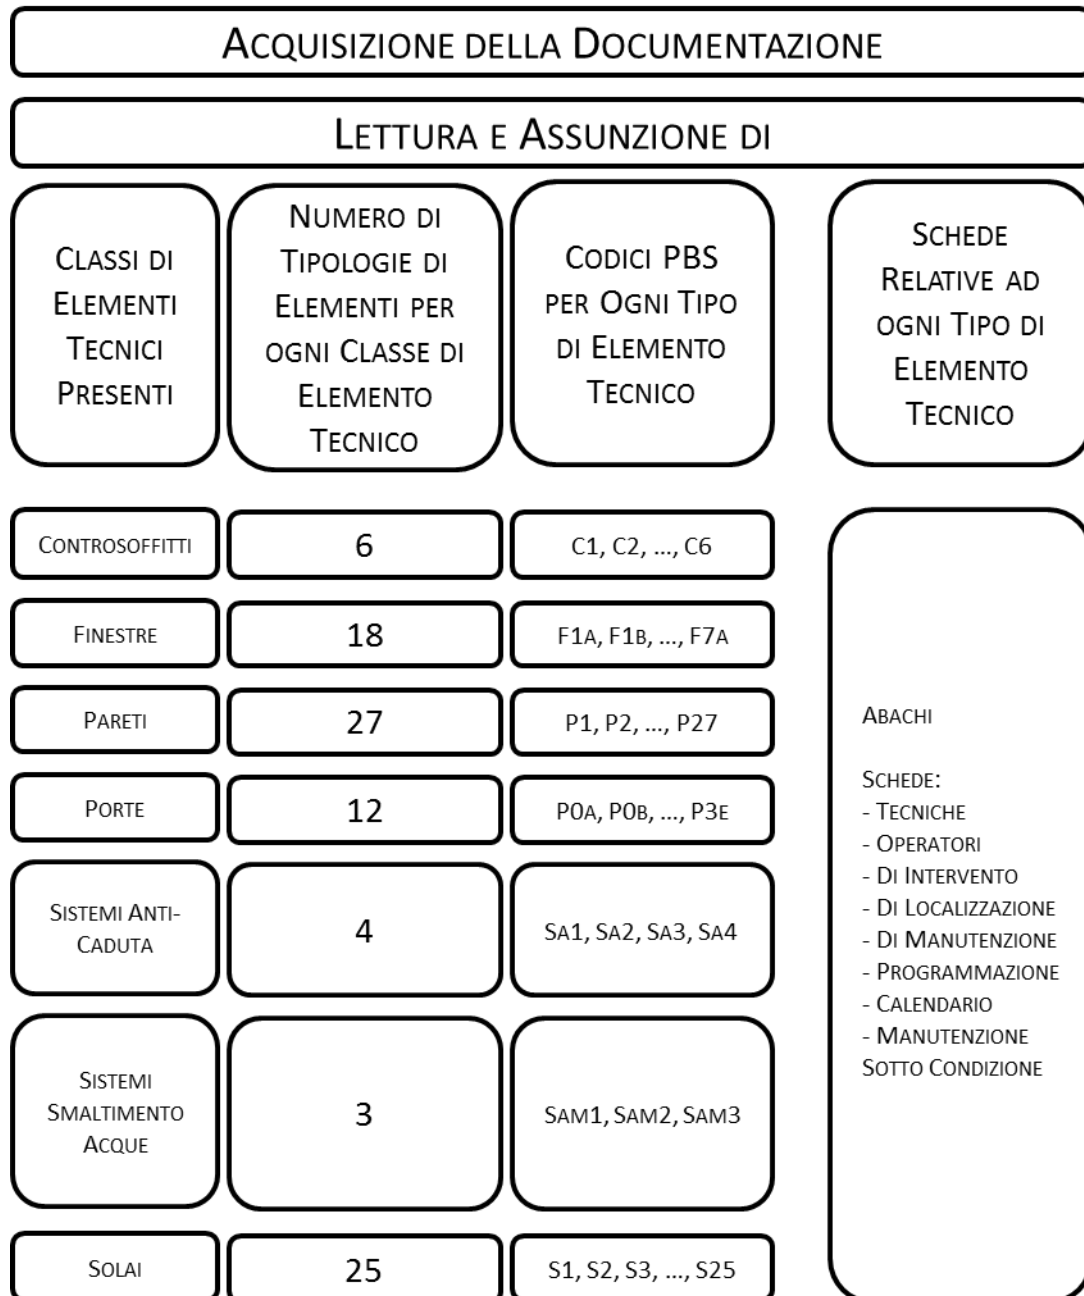 ACQUISIZIONE DELLA DOCUMENTAZIONE
LETTURA E ASSUNZIONE DI
CLASSI DI
ELEMENTI
TECNICI
PRESENTI
NUMERO DI
TIPOLOGIE DI
ELEMENTI PER
OGNI CLASSE DI
ELEMENTO
TECNICO
CODICI PBS
PER OGNI TIPO
DI ELEMENTO
TECNICO
SCHEDE
RELATIVE AD
OGNI TIPO DI
ELEMENTO
TECNICO
CONTROSOFFITTI
6
C1, C2, ..., C6
FINESTRE
18
F1A, F1B, ..., F7A
PARETI
27
P1, P2, ..., P27
PORTE
12
P0A, P0B, ..., P3E
SISTEMI ANTI-
CADUTA
4
SA1, SA2, SA3, SA4
SISTEMI
SMALTIMENTO
ACQUE
3
SAM1, SAM2, SAM3
SOLAI
25
S1, S2, S3, ..., S25
ABACHI
SCHEDE:
- TECNICHE
- OPERATORI
- DI INTERVENTO
- DI LOCALIZZAZIONE
- DI MANUTENZIONE
- PROGRAMMAZIONE
- CALENDARIO
- MANUTENZIONE
SOTTO CONDIZIONE